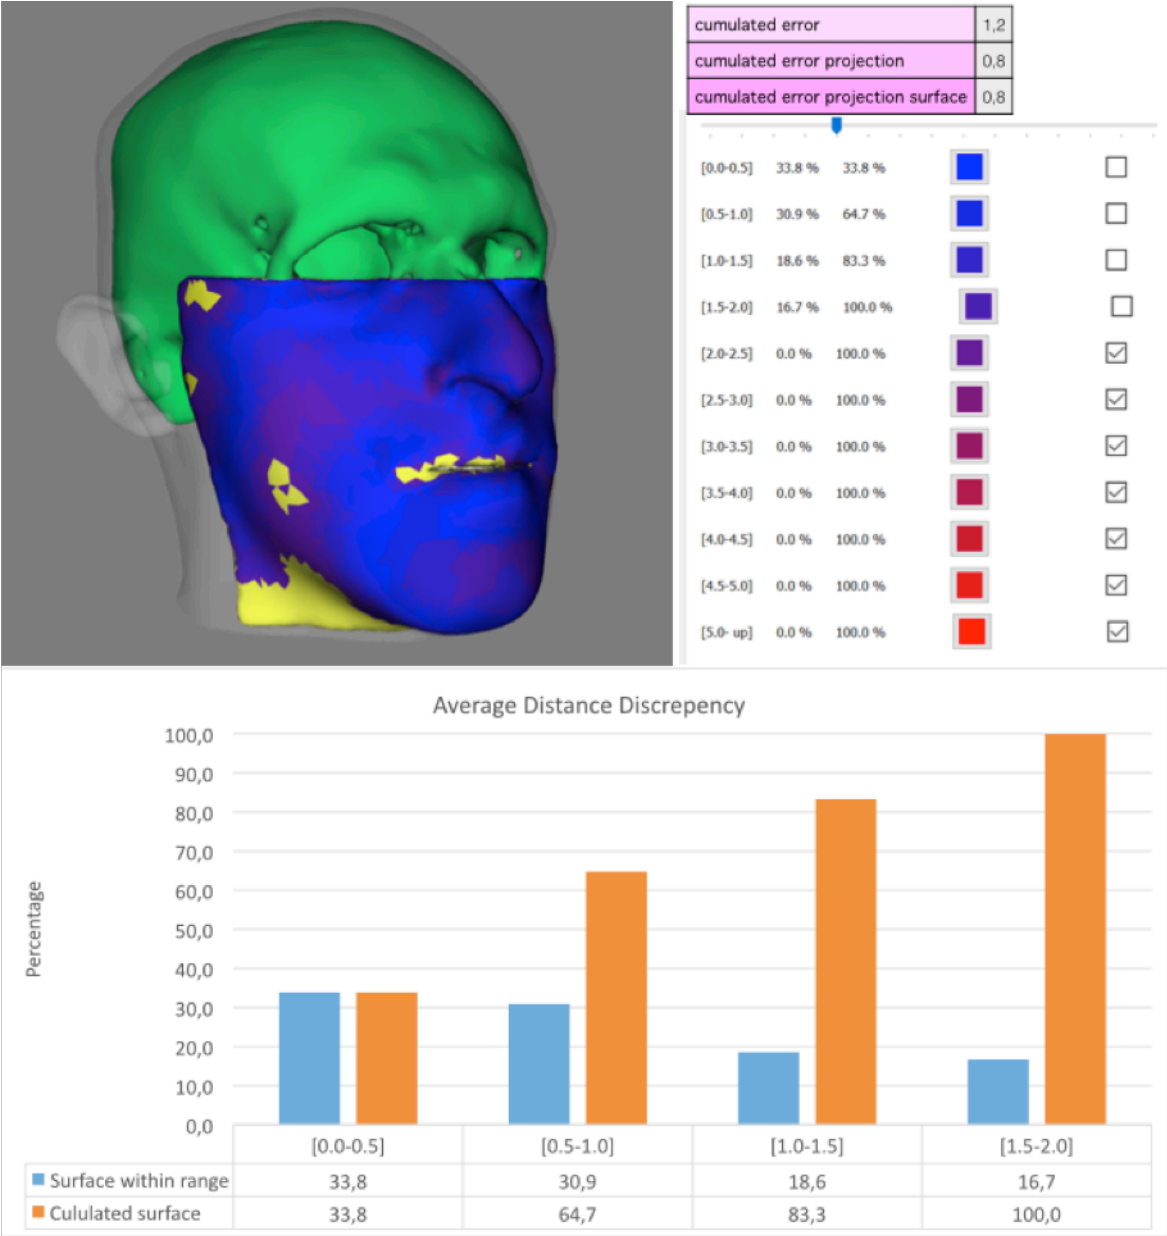 cumulated error 1,2
cumulated error projection 0,8
cumulated error projection surface 0,8
[0.0-0.5] 33.8 % 33.8 %
[0.5-1.0] 30.9 % 64.7 %
[1.0-1.5] 18.6 % 83.3 %
[1.5-2.0] 16.7 % 100.0 %
[2.0-2.5] 0.0 % 100.0 %
[2.5-3.0] 0.0 % 100.0 %
[3.0-3.5] 0.0 % 100.0 %
[3.5-4.0] 0.0 % 100.0 %
[4.0-4.5] 0.0 % 100.0 %
[4.5-5.0] 0.0 % 100.0 %
[5.0- up] 0.0 % 100.0 %
Average Distance Discrepency
Percentage
100,0
90,0
80,0
70,0
60,0
50,0
40,0
30,0
20,0
10,0
0,0
[0.0-0.5] [0.5-1.0] [1.0-1.5] [1.5-2.0]
Surface within range 33,8 30,9 18,6 16,7
Cululated surface 33,8 64,7 83,3 100,0